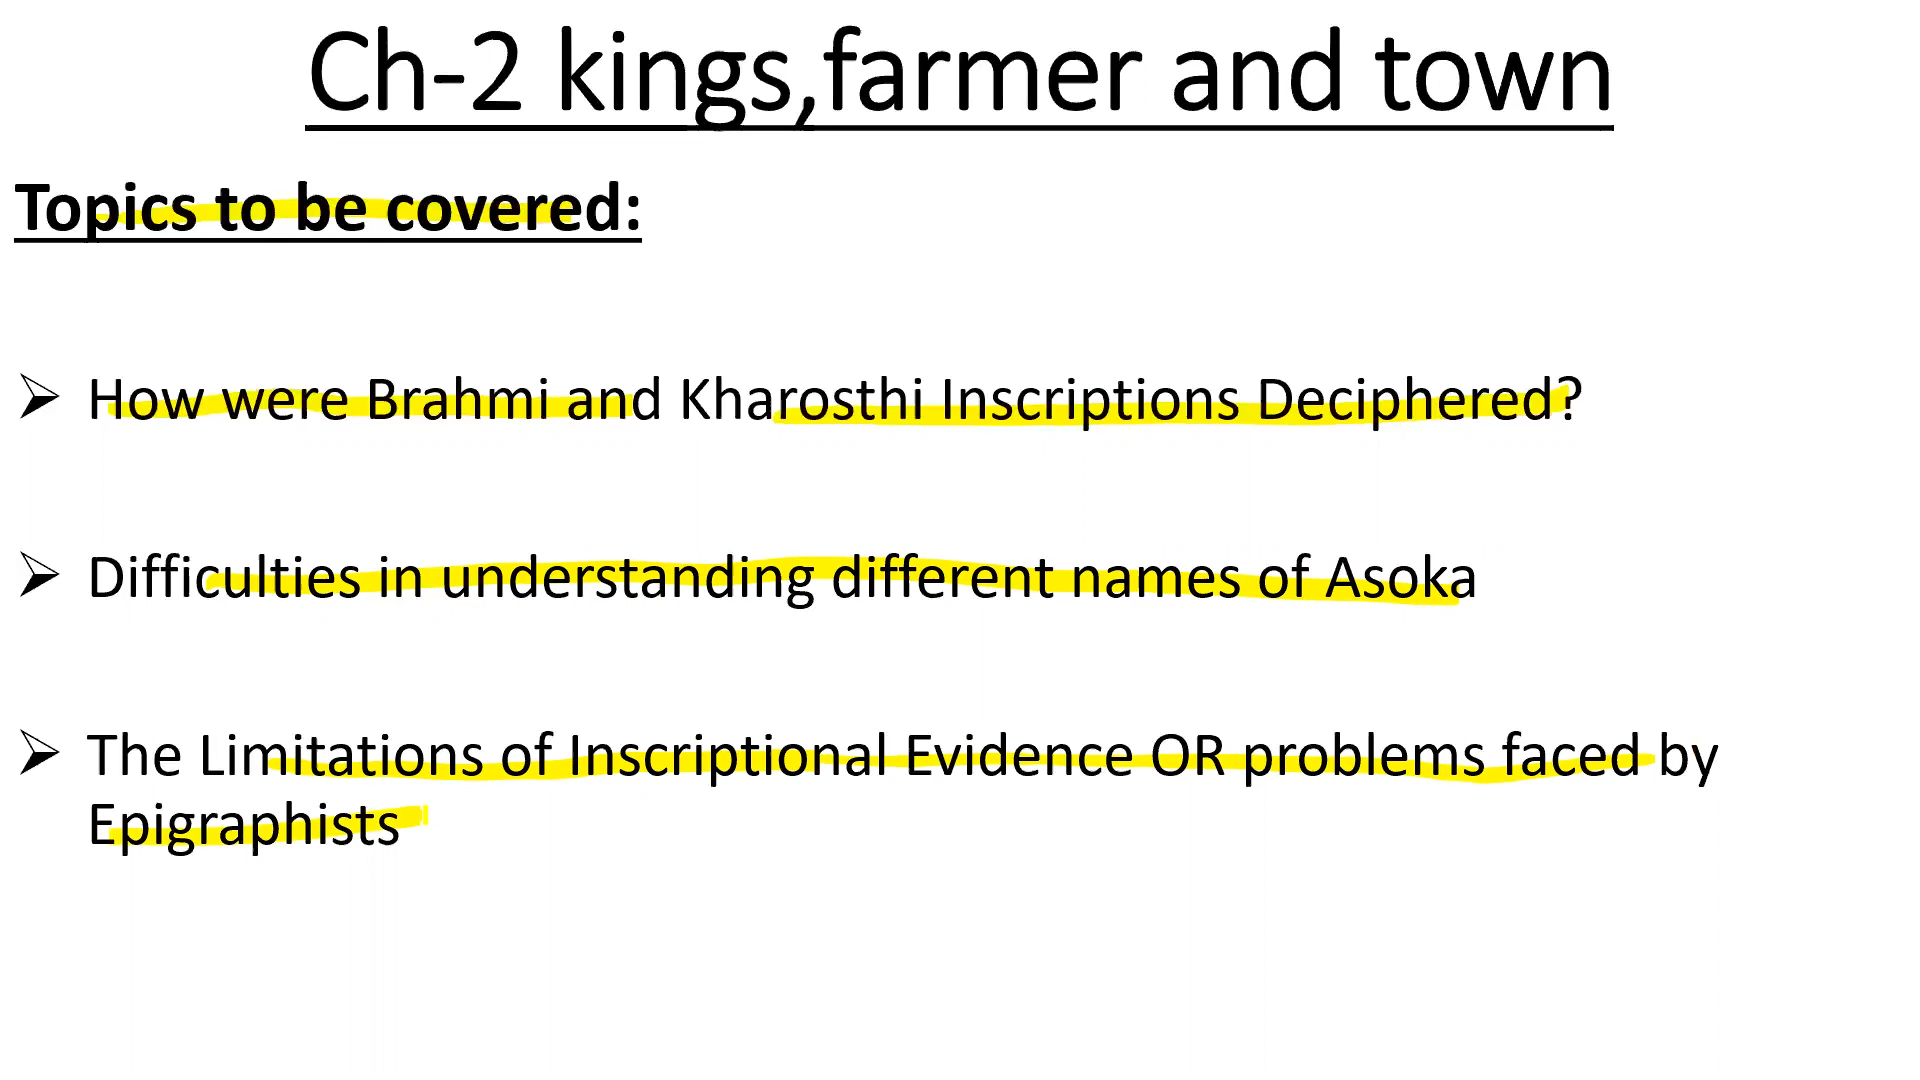 Ch-2 kings,farmer and town
Topics to be covered:
➢ How were Brahmi and Kharosthi Inscriptions Deciphered?
➢ Difficulties in understanding different names of Asoka
➢ The Limitations of Inscriptional Evidence OR problems faced by
Epigraphists